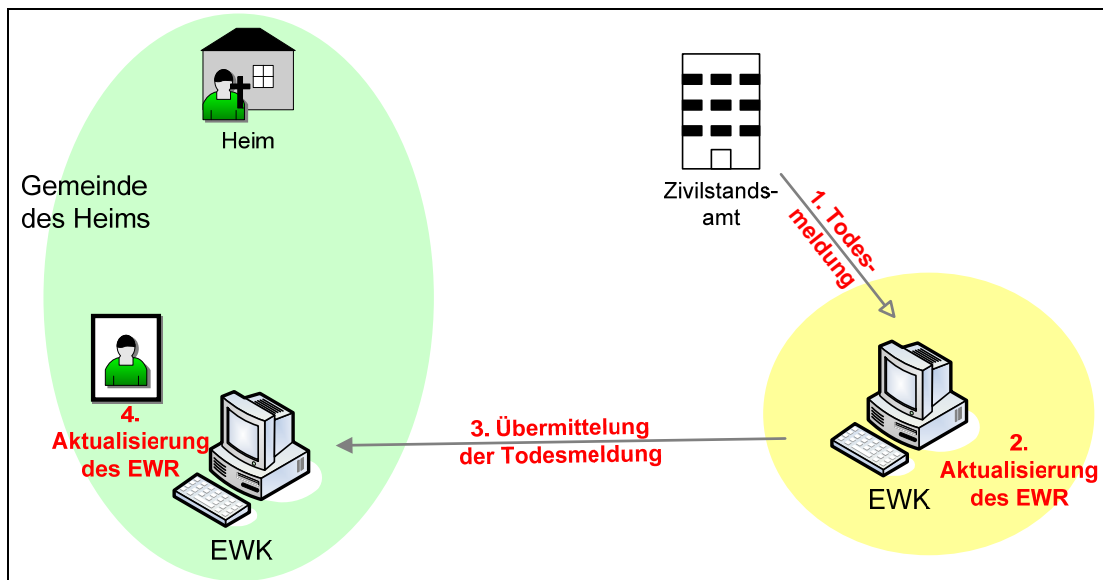 Heim
Gemeinde
des Heims
Zivilstands-
amt
1. Todes-
meldung
4.
Aktualisierung
des EWR
EWK
3. Übermittelung
der Todesmeldung
2.
Aktualisierung
des EWR
EWK